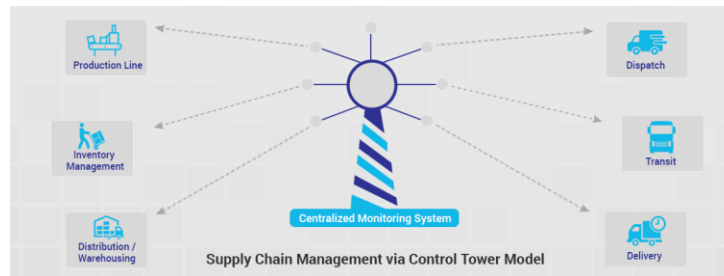 Production Line
Dispatch
Inventory
Management
Transit
Centralized Monitoring System
Distribution /
Warehousing
Supply Chain Management via Control Tower Model
Delivery